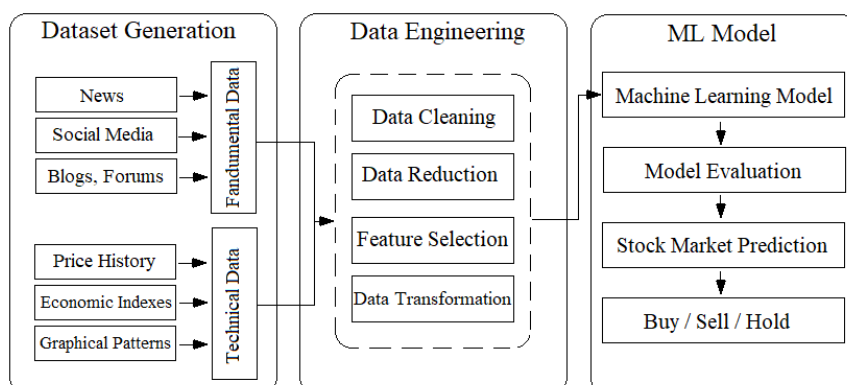 Dataset Generation
News
Social Media
Blogs, Forums
Fandumental Data
Price History
Economic Indexes
Graphical Patterns
Technical Data
Data Engineering
Data Cleaning
Data Reduction
Feature Selection
Data Transformation
ML Model
Machine Learning Model
Model Evaluation
Stock Market Prediction
Buy / Sell / Hold